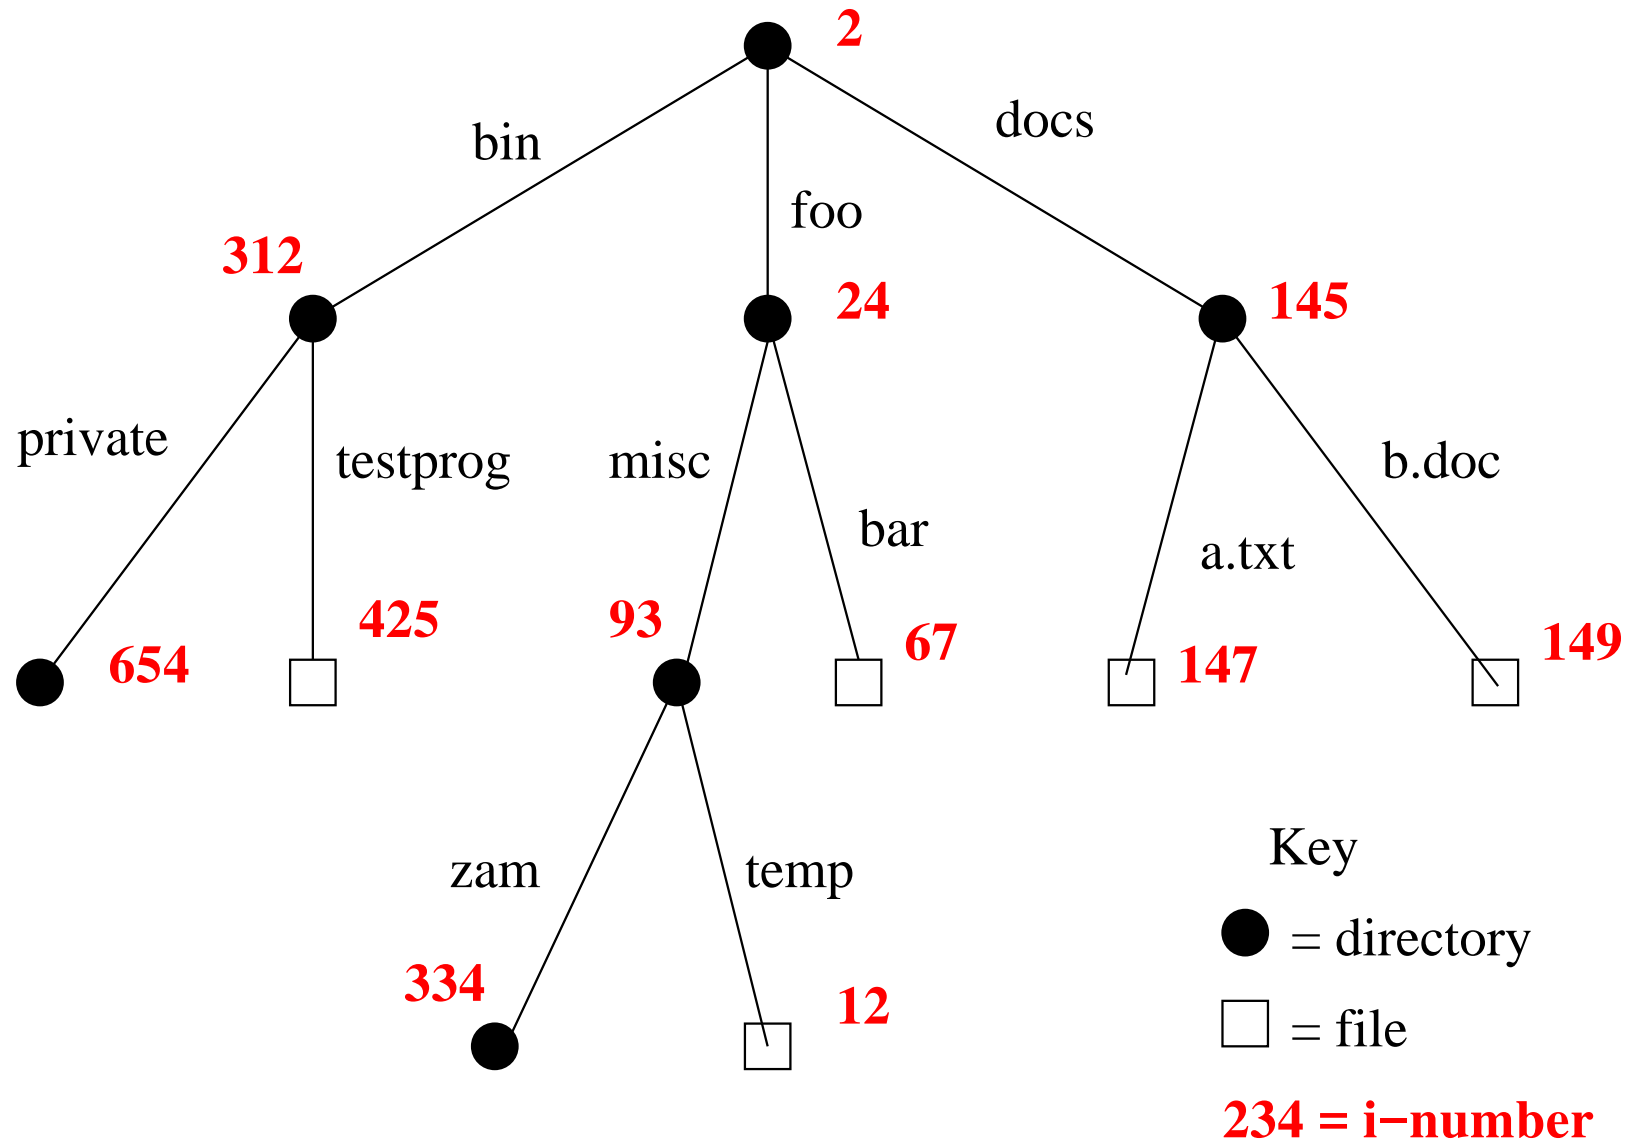 2
docs
bin
foo
312
24
145
private
testprog
misc
b.doc
bar
a.txt
425
93
67
149
654
147
Key
zam
temp
= directory
334
12
= file
234 = i−number